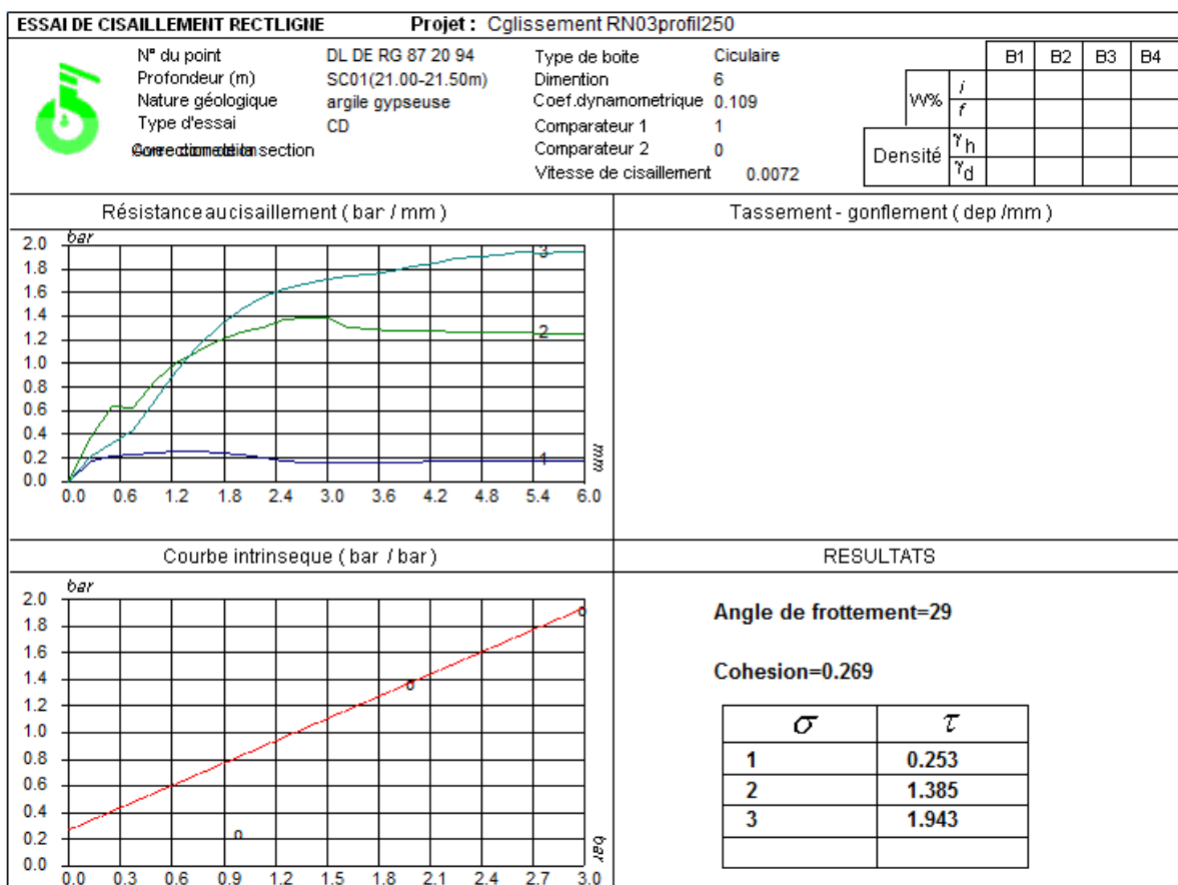 ESSAI DE CISAILLEMENT RECTLIGNE Projet : Cglissement RN03profil250
N° du point DL DE RG 87 20 94 Type de boite Ciculaire
Profondeur (m) SC01(21.00-21.50m) Dimention 6
Nature géologique argile gypseuse Coef.dynamometrique 0.109
Type d'essai CD Comparateur 1 1
section Comparateur 2 0
Vitesse de cisaillement 0.0072
B1 B2 B3 B4
W% i
f
Densité γh
γd
Résistance au cisaillement ( bar / mm ) Tassement - gonflement ( dep /mm )
bar
2.0
1.8
1.6
1.4
1.2
1.0
0.8
0.6
0.4
0.2
0.0
3
2
1
mm
0.0 0.6 1.2 1.8 2.4 3.0 3.6 4.2 4.8 5.4 6.0
Courbe intrinseque ( bar / bar ) RESULTATS
bar
2.0
1.8
1.6
1.4
1.2
1.0
0.8
0.6
0.4
0.2
0.0
bar
0.0 0.3 0.6 0.9 1.2 1.5 1.8 2.1 2.4 2.7 3.0
Angle de frottement=29
Cohesion=0.269
σ τ
1 0.253
2 1.385
3 1.943